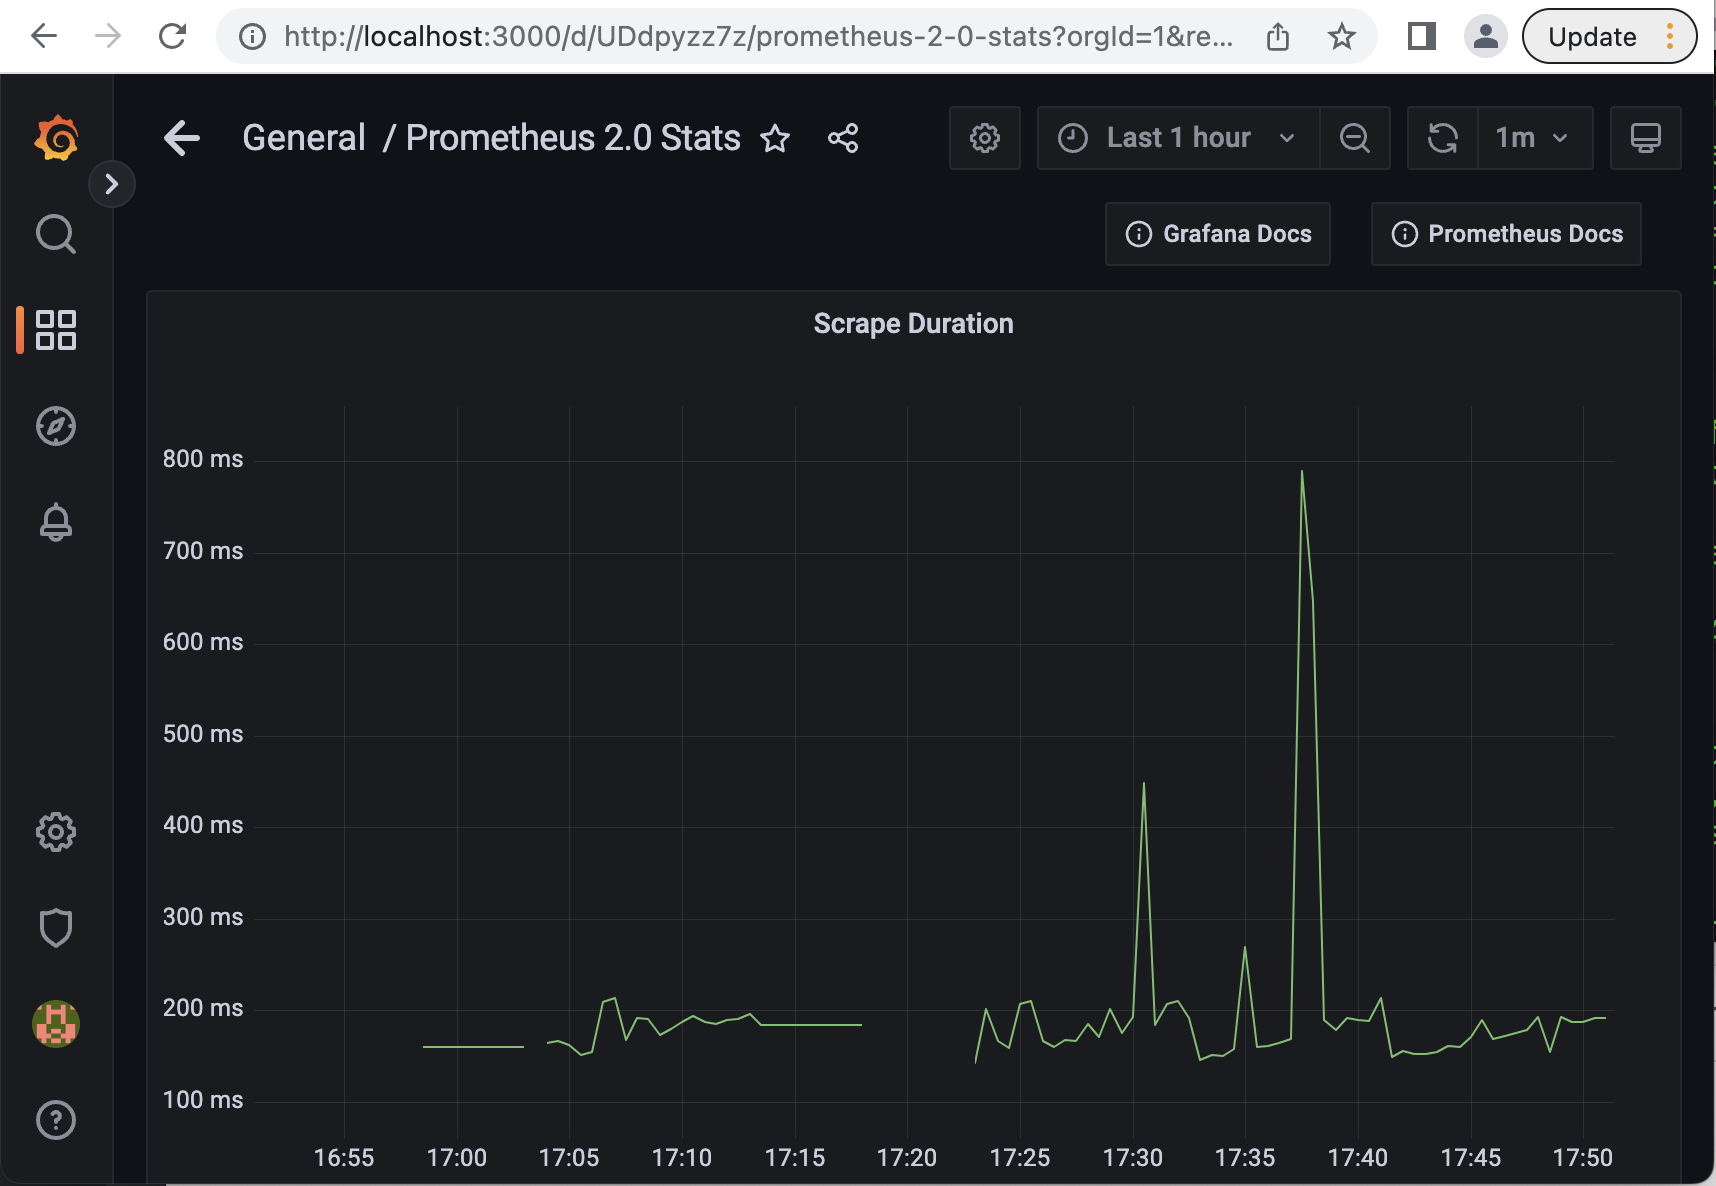 http://localhost:3000/d/UDdpyzz7z/prometheus-2-0-stats?orgId=1&re...
Update
General / Prometheus 2.0 Stats
Last 1 hour
1m
Grafana Docs
Prometheus Docs
Scrape Duration
800 ms
700 ms
600 ms
500 ms
400 ms
300 ms
200 ms
100 ms
16:55 17:00 17:05 17:10 17:15 17:20 17:25 17:30 17:35 17:40 17:45 17:50